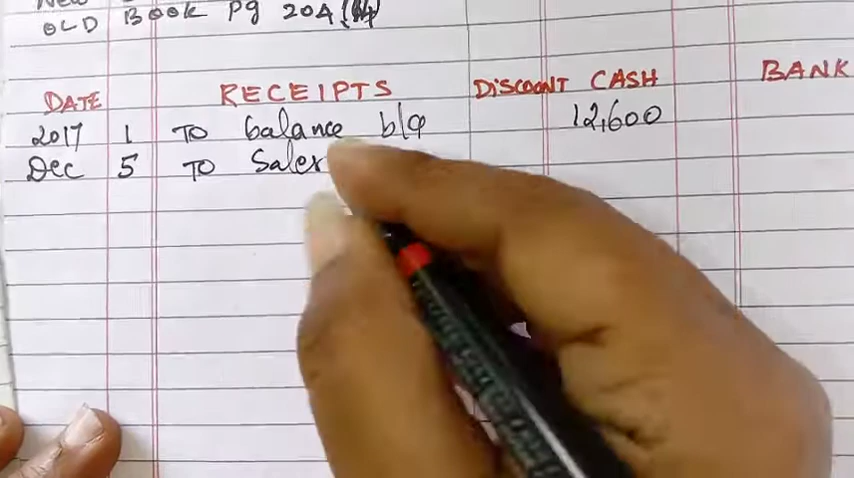 OLD BOOK Pg 204
DATE RECEIPTS DISCOUNT CASH BANK
2017 1 TO balance b/d 12,600
Dec 5 TO Sales